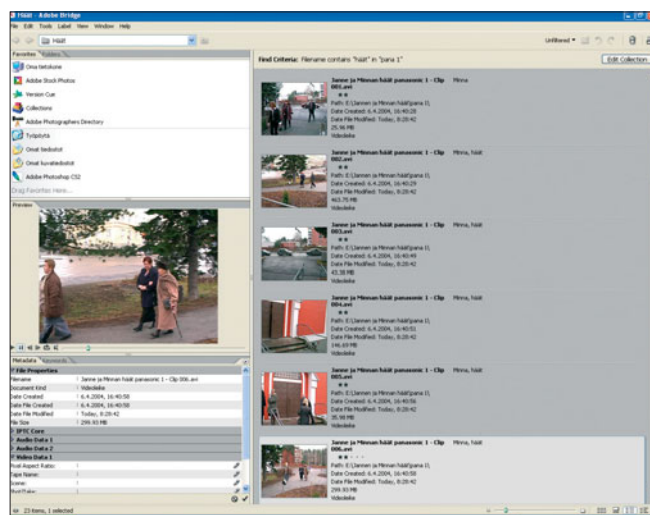 Häät - Adobe Bridge
File Edit Tools Label View Window Help
Häät
Unfiltered
Favorites Folders
Find Criteria: Filename contains "häät" in "pana 1"
Edit Collection
Oma tietokone
Adobe Stock Photos
Version Cue
Collections
Adobe Photographers Directory
Työpöytä
Omat tiedostot
Omat kuvatiedostot
Adobe Photoshop CS2
Drag Favorites Here...
Preview
Metadata Keywords
File Properties
Filename : Janne ja Minnan häät panasonic 1 - Clip 006.avi
Document Kind : Videoleike
Date Created : 6.4.2004, 16:40:58
Date File Created : 6.4.2004, 16:40:58
Date File Modified : Today, 8:28:42
File Size : 299.93 MB
IPTC Core
Audio Data 1
Audio Data 2
Video Data 1
Pixel Aspect Ratio: :
Tape Name: :
Scene: :
Shot/Take: :
23 items, 1 selected
Janne ja Minnan häät panasonic 1 - Clip Minna
001.avi
Path: E:\Jannen ja Minnan häät\pana 1\
Date Created: 6.4.2004, 16:40:28
Date File Modified: Today, 8:28:42
25.96 MB
Videoleike
Janne ja Minnan häät panasonic 1 - Clip Minna, häät
002.avi
Path: E:\Jannen ja Minnan häät\pana 1\
Date Created: 6.4.2004, 16:40:29
Date File Modified: Today, 8:28:42
463.75 MB
Videoleike
Janne ja Minnan häät panasonic 1 - Clip Minna, häät
003.avi
Path: E:\Jannen ja Minnan häät\pana 1\
Date Created: 6.4.2004, 16:40:49
Date File Modified: Today, 8:28:42
43.38 MB
Videoleike
Janne ja Minnan häät panasonic 1 - Clip Minna, häät
004.avi
Path: E:\Jannen ja Minnan häät\pana 1\
Date Created: 6.4.2004, 16:40:51
Date File Modified: Today, 8:28:42
146.69 MB
Videoleike
Janne ja Minnan häät panasonic 1 - Clip Minna, häät
005.avi
Path: E:\Jannen ja Minnan häät\pana 1\
Date Created: 6.4.2004, 16:40:56
Date File Modified: Today, 8:28:42
35.98 MB
Videoleike
Janne ja Minnan häät panasonic 1 - Clip Minna, häät
006.avi
Path: E:\Jannen ja Minnan häät\pana 1\
Date Created: 6.4.2004, 16:40:58
Date File Modified: Today, 8:28:42
299.93 MB
Videoleike